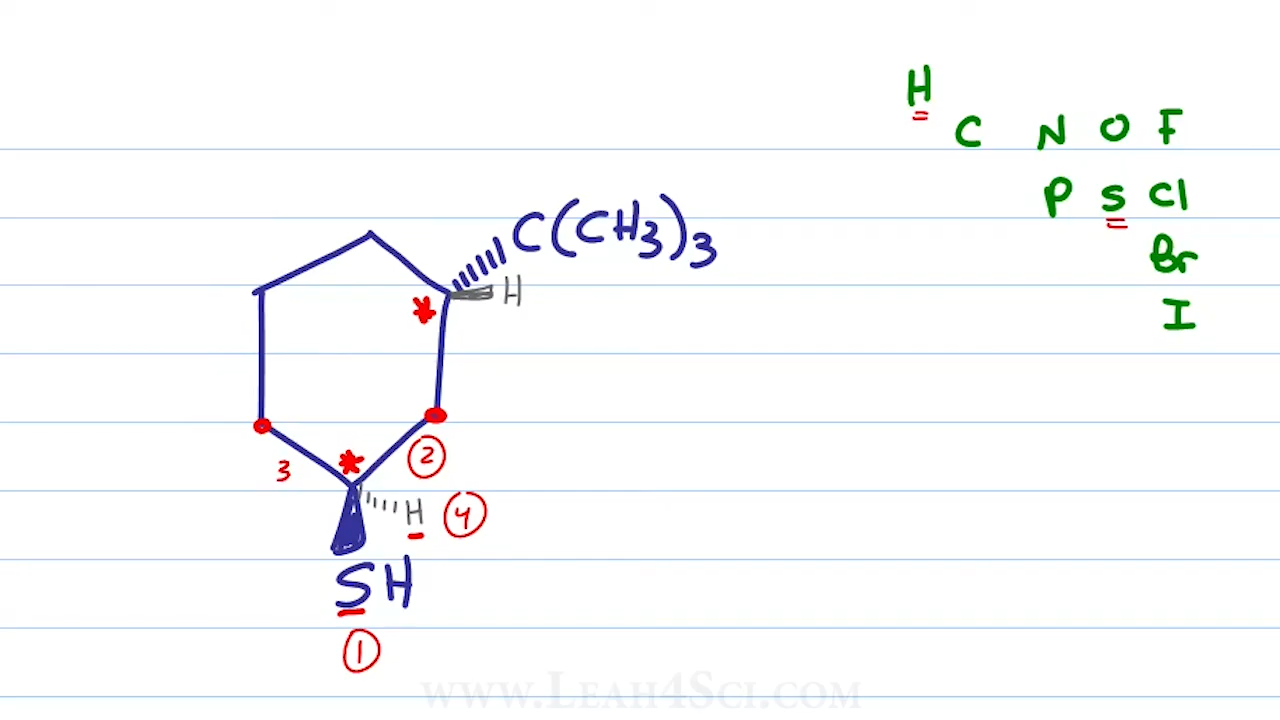 H
C N O F
P S Cl
Br
I
C(CH3)3
* H
3 * 2
H 4
SH
1
www.Leah4Sci.com